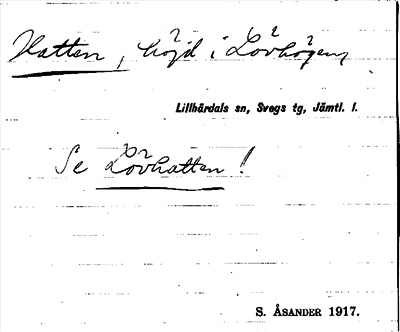 Hatten, höjd i Lövhögen,
Lillhärdals sn, Svegs tg, Jämtl. l.
Se Lövhatten!
S. ÅSANDER 1917.